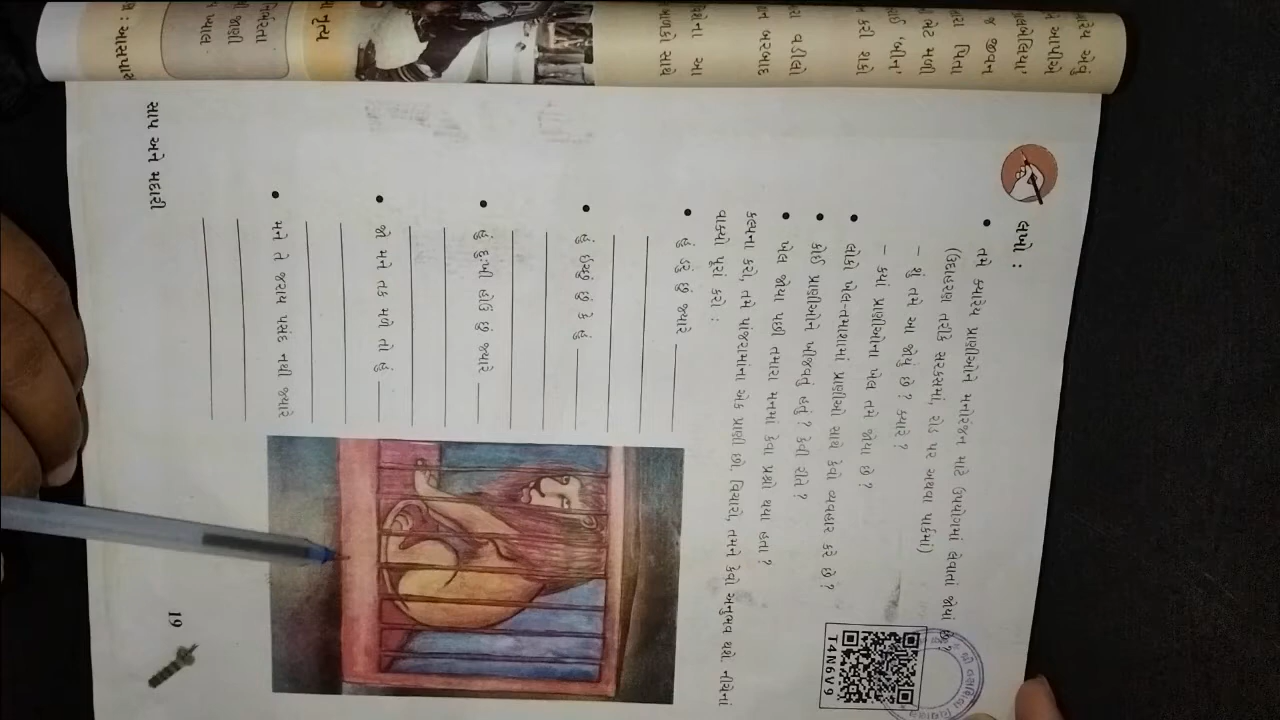 લખો :
• તમે ક્યારેય પ્રાણીઓને મનોરંજન માટે ઉપયોગમાં લેવાતાં જોયાં છે?
(ઉદાહરણ તરીકે સરકસમાં, રોડ પર અથવા પાર્કમાં)
– શું તમે આ જોયું છે ? ક્યારે ?
– ક્યાં પ્રાણીઓના ખેલ તમે જોયા છે ?
• લોકો ખેલ-તમાશામાં પ્રાણીઓ સાથે કેવો વ્યવહાર કરે છે ?
• કોઈ પ્રાણીઓને ખીજવતું હતું ? કેવી રીતે ?
• ખેલ જોયા પછી તમારા મનમાં કેવા પ્રશ્નો થયા હતા ?
કલ્પના કરો, તમે પાંજરામાંના એક પ્રાણી છો. વિચારો, તમને કેવો અનુભવ થશે. નીચેનાં
વાક્યો પૂરાં કરો :
• હું ડરું છું જ્યારે
• હું ઈચ્છું છું કે હું
• હું દુઃખી હોઉં છું જ્યારે
• જો મને તક મળે તો હું
• મને તે જરાય પસંદ નથી જ્યારે
T4N6V9
સાપ અને મદારી
19